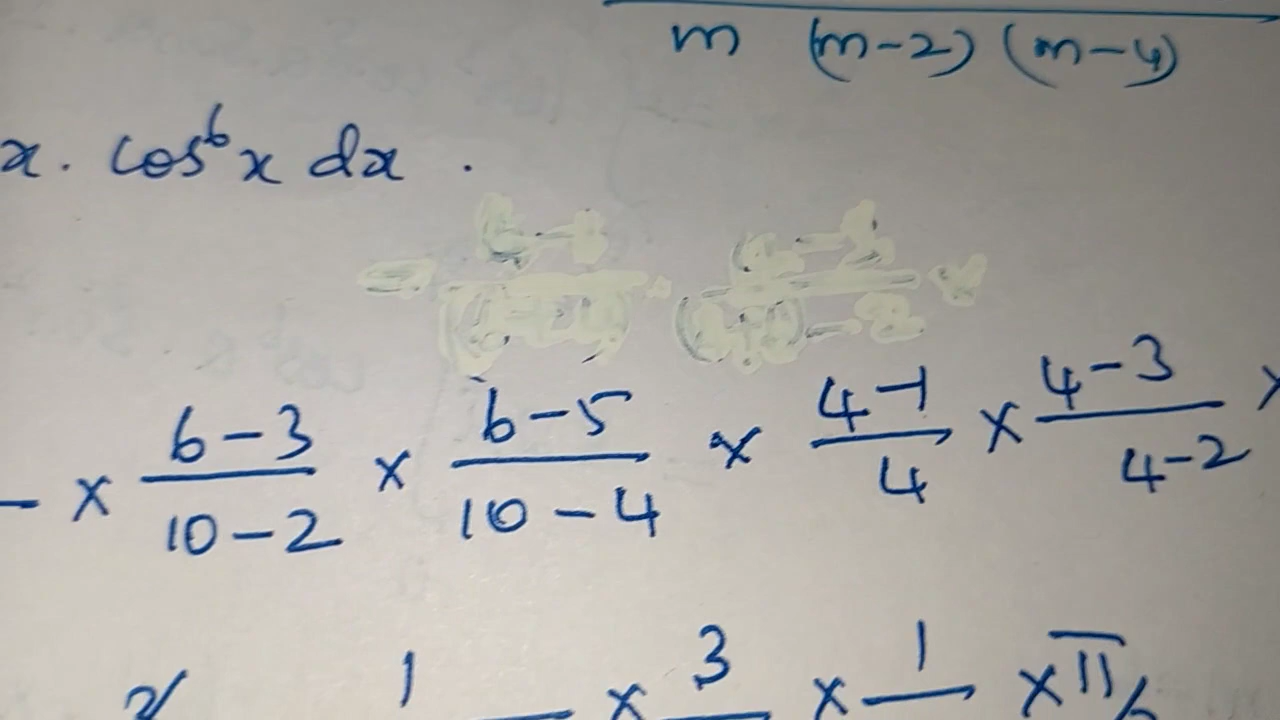 m (m-2) (m-4)
x. cos⁶x dx .
- × 6-3/10-2 × 6-5/10-4 × 4-1/4 × 4-3/4-2 ×
1 × 3 × 1 × π/